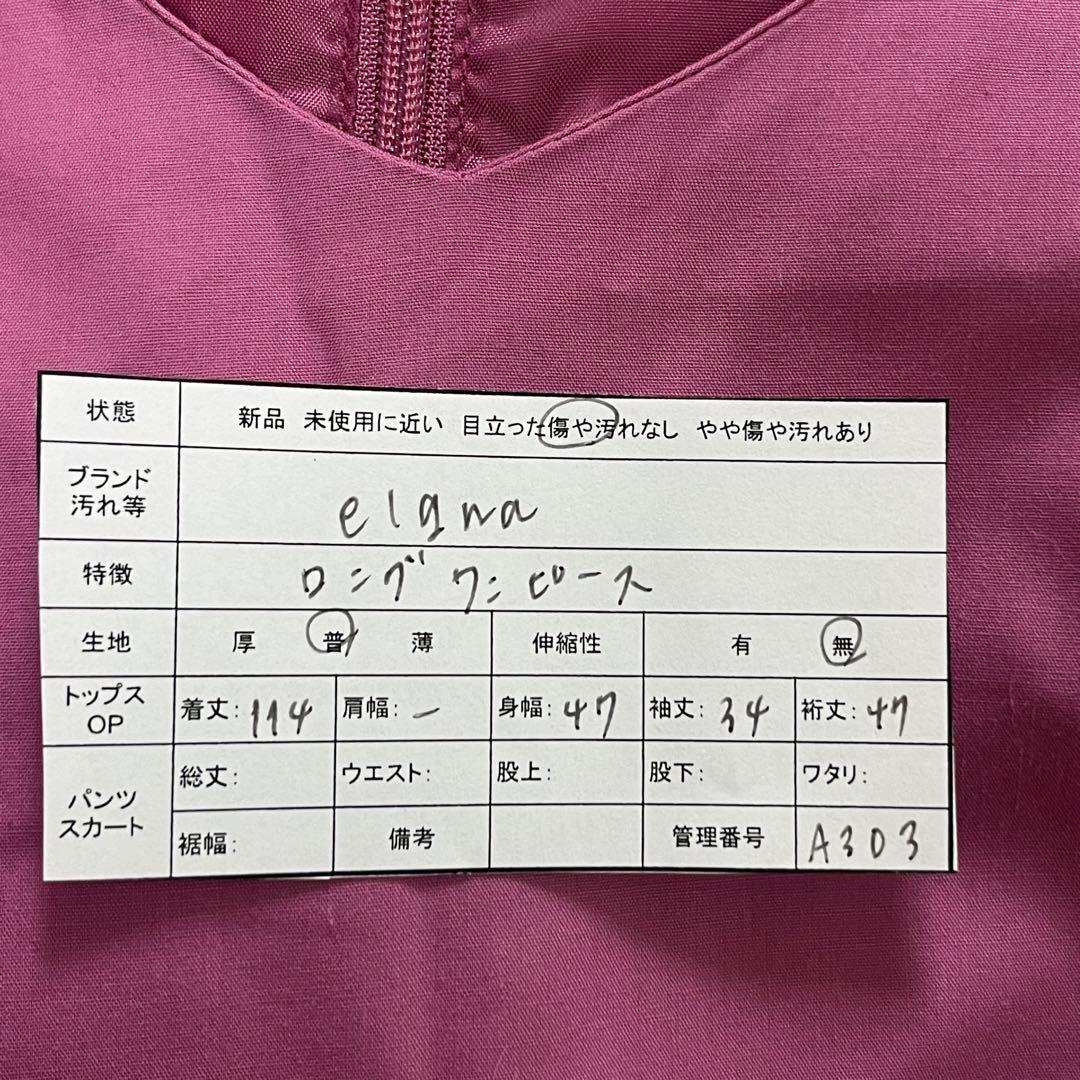 状態 新品 未使用に近い 目立った傷や汚れなし やや傷や汚れあり
ブランド
汚れ等
elgna
特徴 ロングワンピース
生地 厚 普 薄 伸縮性 有 無
トップス
OP
着丈: 114 肩幅: ー 身幅: 47 袖丈: 34 裄丈: 47
パンツ
スカート
総丈: ウエスト: 股上: 股下: ワタリ:
裾幅: 備考 管理番号 A303